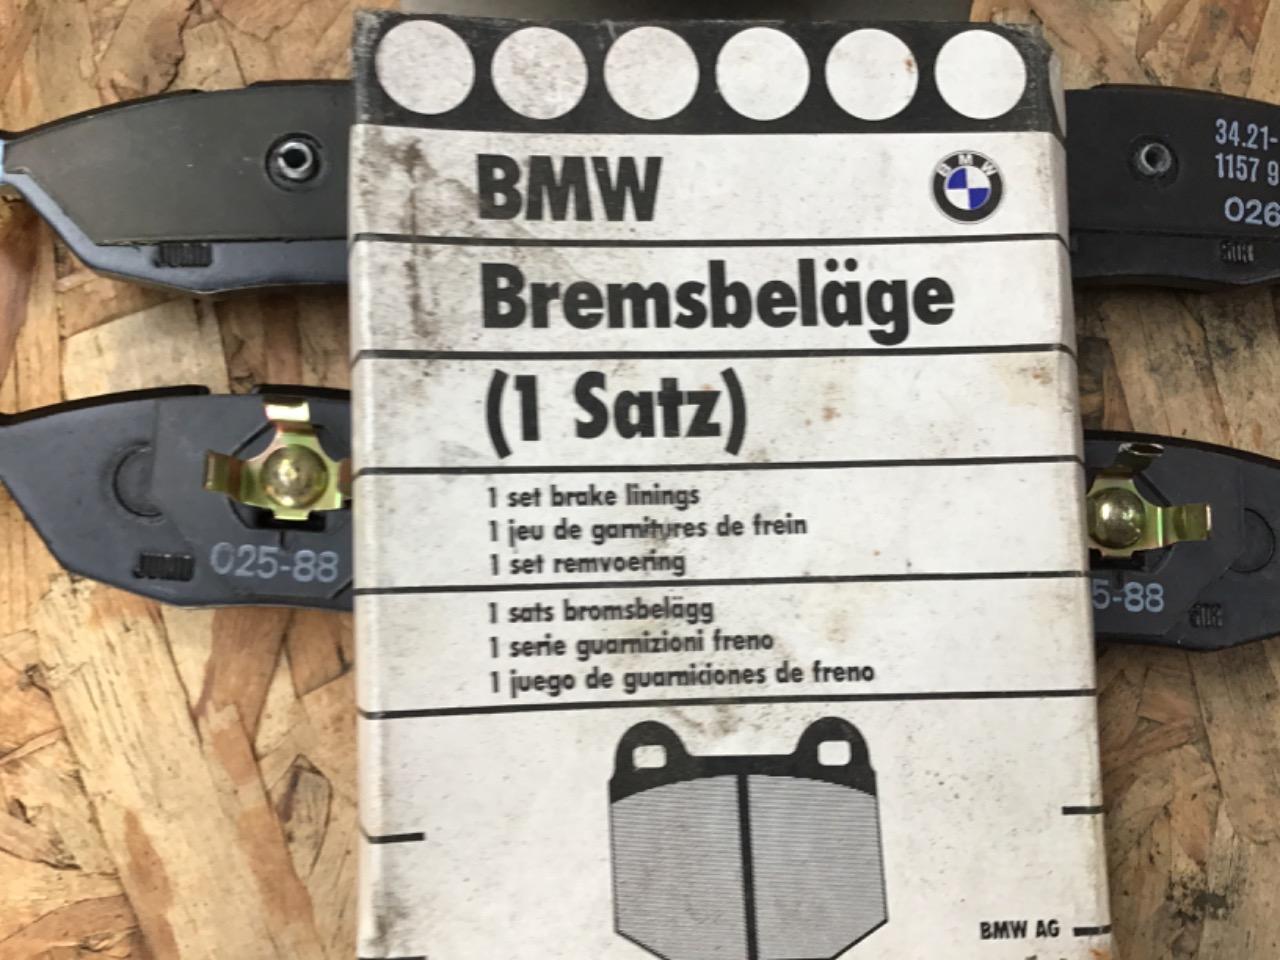 BMW
BMW
Bremsbeläge
(1 Satz)
1 set brake linings
1 jeu de garnitures de frein
1 set remvoering
1 sats bromsbelägg
1 serie guarnizioni freno
1 juego de guarniciones de freno
BMW AG
34.21-
1157 9
026
JURID
025-88
5-88